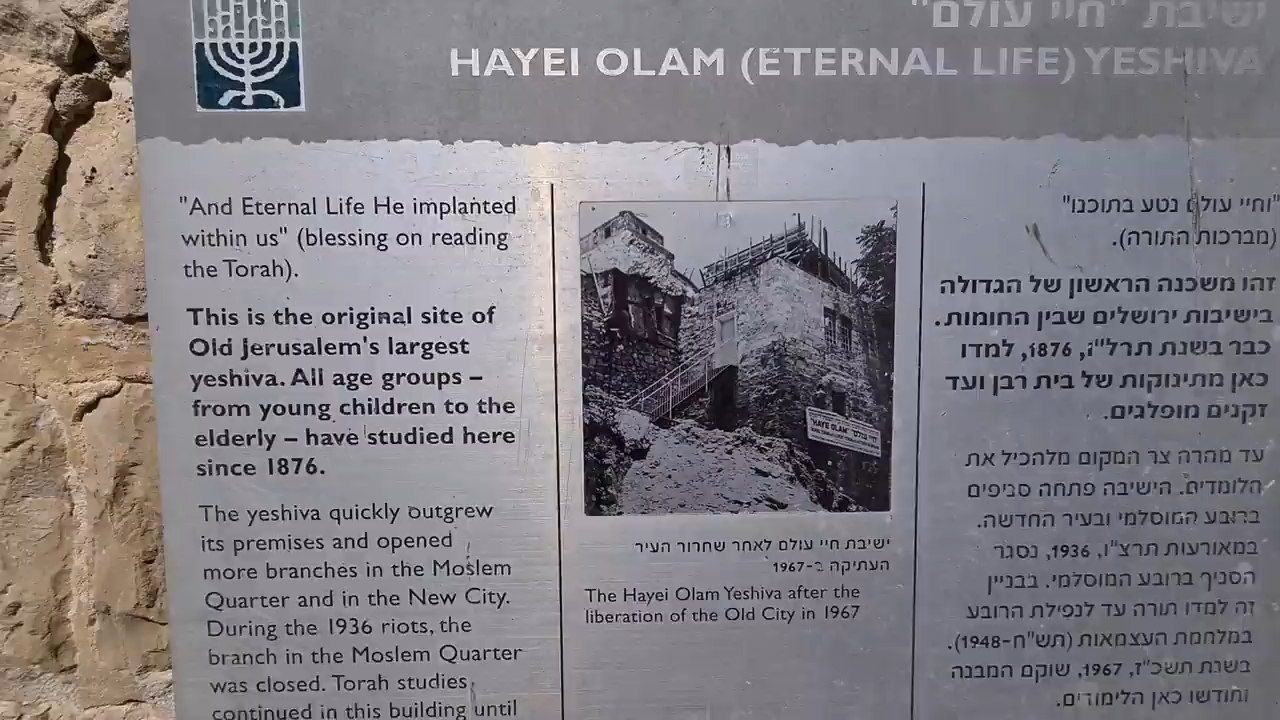 ישיבת "חיי עולם"
HAYEI OLAM (ETERNAL LIFE) YESHIVA
"And Eternal Life He implanted
within us" (blessing on reading
the Torah).
This is the original site of
Old Jerusalem's largest
yeshiva. All age groups –
from young children to the
elderly – have studied here
since 1876.
The yeshiva quickly outgrew
its premises and opened
more branches in the Moslem
Quarter and in the New City.
During the 1936 riots, the
branch in the Moslem Quarter
was closed. Torah studies
continued in this building until
"HAYE OLAM"
ישיבת חיי עולם לאחר שחרור העיר
העתיקה ב-1967
The Hayei Olam Yeshiva after the
liberation of the Old City in 1967
"וחיי עולם נטע בתוכנו"
(מברכות התורה).
זהו משכנה הראשון של הגדולה
בישיבות ירושלים שבין החומות.
כבר בשנת תרל"ו, 1876, למדו
כאן מתינוקות של בית רבן ועד
זקנים מופלגים.
עד מהרה צר המקום מלהכיל את
הלומדים. הישיבה פתחה סניפים
ברובע המוסלמי ובעיר החדשה.
במאורעות תרצ"ו, 1936, נסגר
הסניף ברובע המוסלמי. בבניין
זה למדו תורה עד לנפילת הרובע
במלחמת העצמאות (תש"ח-1948).
בשנת תשכ"ז, 1967, שוקם המבנה
וחודשו כאן הלימודים.